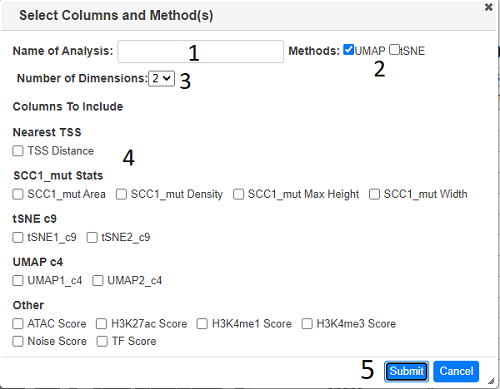 Select Columns and Method(s) ×
Name of Analysis: 1 Methods: UMAP tSNE
2
Number of Dimensions: 2 3
Columns To Include
Nearest TSS
TSS Distance 4
SCC1_mut Stats
SCC1_mut Area SCC1_mut Density SCC1_mut Max Height SCC1_mut Width
tSNE c9
tSNE1_c9 tSNE2_c9
UMAP c4
UMAP1_c4 UMAP2_c4
Other
ATAC Score H3K27ac Score H3K4me1 Score H3K4me3 Score
Noise Score TF Score
5 Submit Cancel